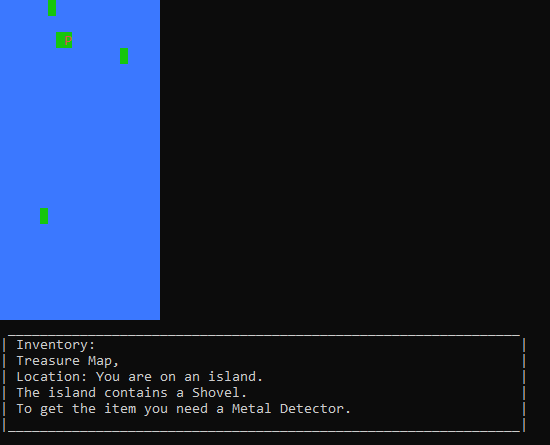 P
Inventory:
Treasure Map,
Location: You are on an island.
The island contains a Shovel.
To get the item you need a Metal Detector.